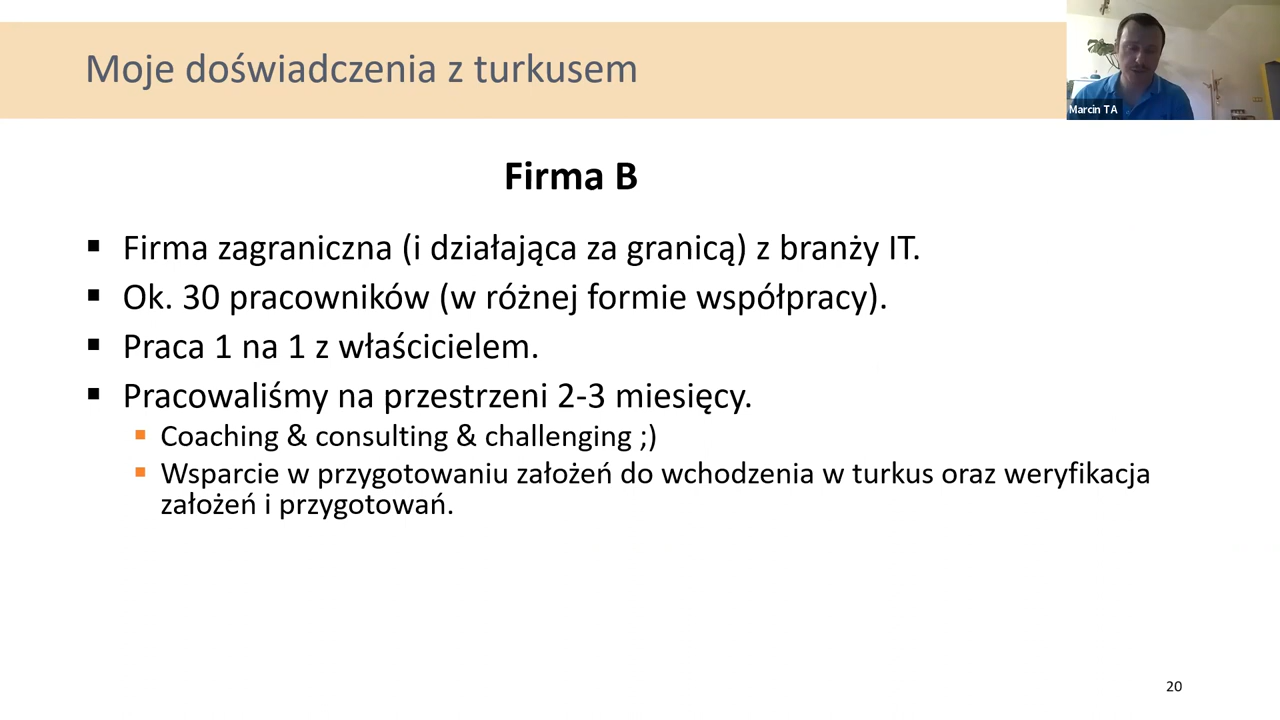 Moje doświadczenia z turkusem
Marcin TA
Firma B
▪ Firma zagraniczna (i działająca za granicą) z branży IT.
▪ Ok. 30 pracowników (w różnej formie współpracy).
▪ Praca 1 na 1 z właścicielem.
▪ Pracowaliśmy na przestrzeni 2-3 miesięcy.
▪ Coaching & consulting & challenging ;)
▪ Wsparcie w przygotowaniu założeń do wchodzenia w turkus oraz weryfikacja
założeń i przygotowań.
20